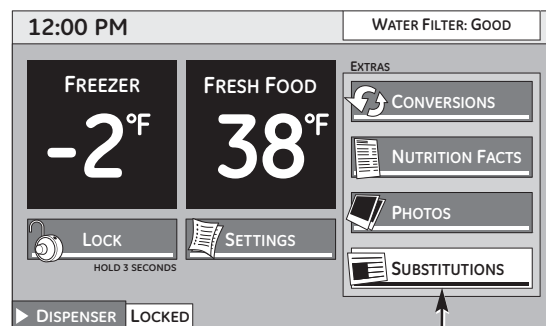 12:00 PM
WATER FILTER: GOOD
FREEZER
-2°F
FRESH FOOD
38°F
EXTRAS
CONVERSIONS
NUTRITION FACTS
PHOTOS
SUBSTITUTIONS
LOCK
HOLD 3 SECONDS
SETTINGS
DISPENSER LOCKED